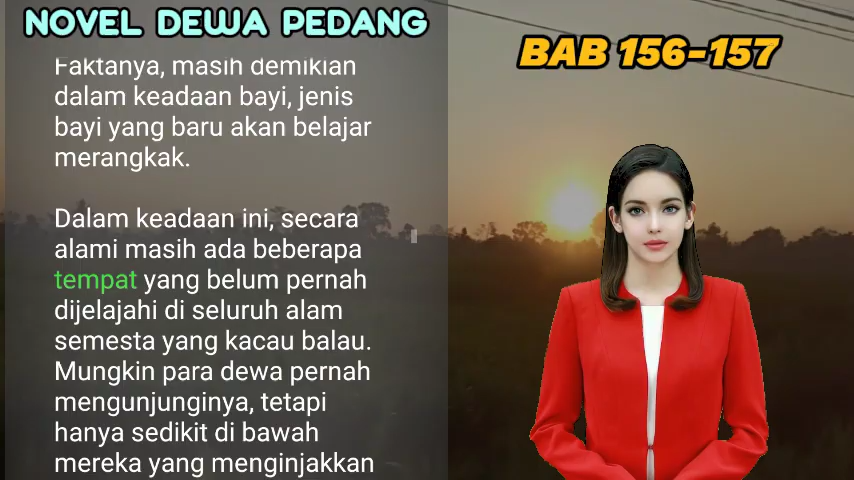 NOVEL DEWA PEDANG
BAB 156-157
Faktanya, masih demikian
dalam keadaan bayi, jenis
bayi yang baru akan belajar
merangkak.
Dalam keadaan ini, secara
alami masih ada beberapa
tempat yang belum pernah
dijelajahi di seluruh alam
semesta yang kacau balau.
Mungkin para dewa pernah
mengunjunginya, tetapi
hanya sedikit di bawah
mereka yang menginjakkan